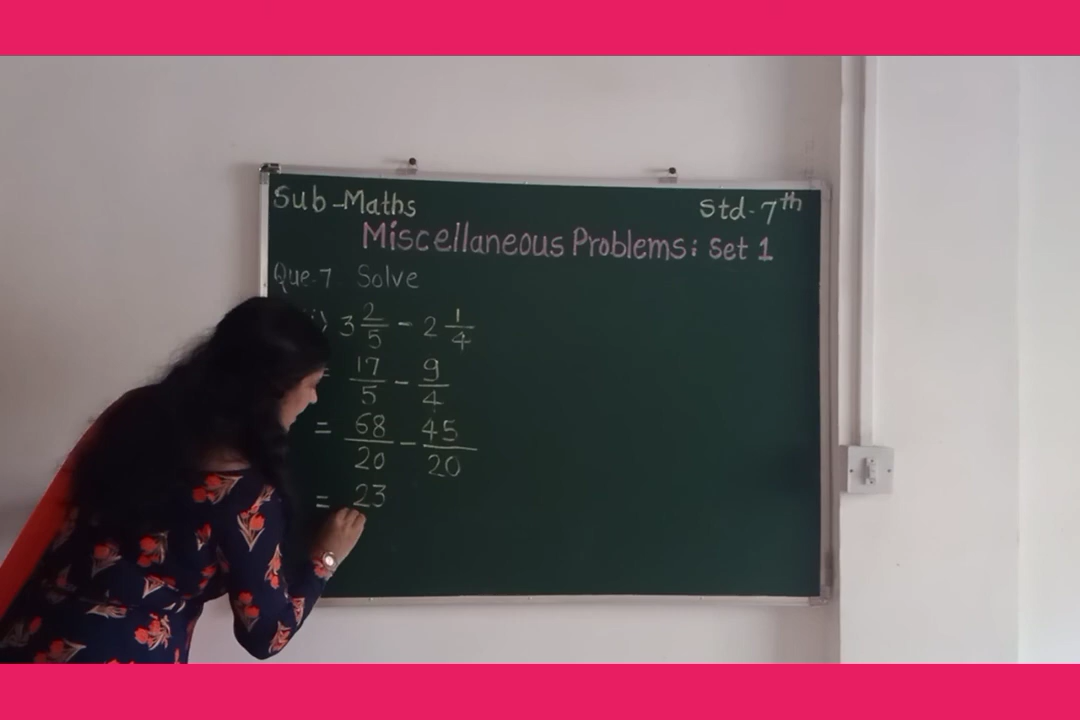 Sub-Maths Std-7th
Miscellaneous Problems: Set 1
Que.7 Solve
i) 3 2/5 - 2 1/4
= 17/5 - 9/4
= 68/20 - 45/20
= 23